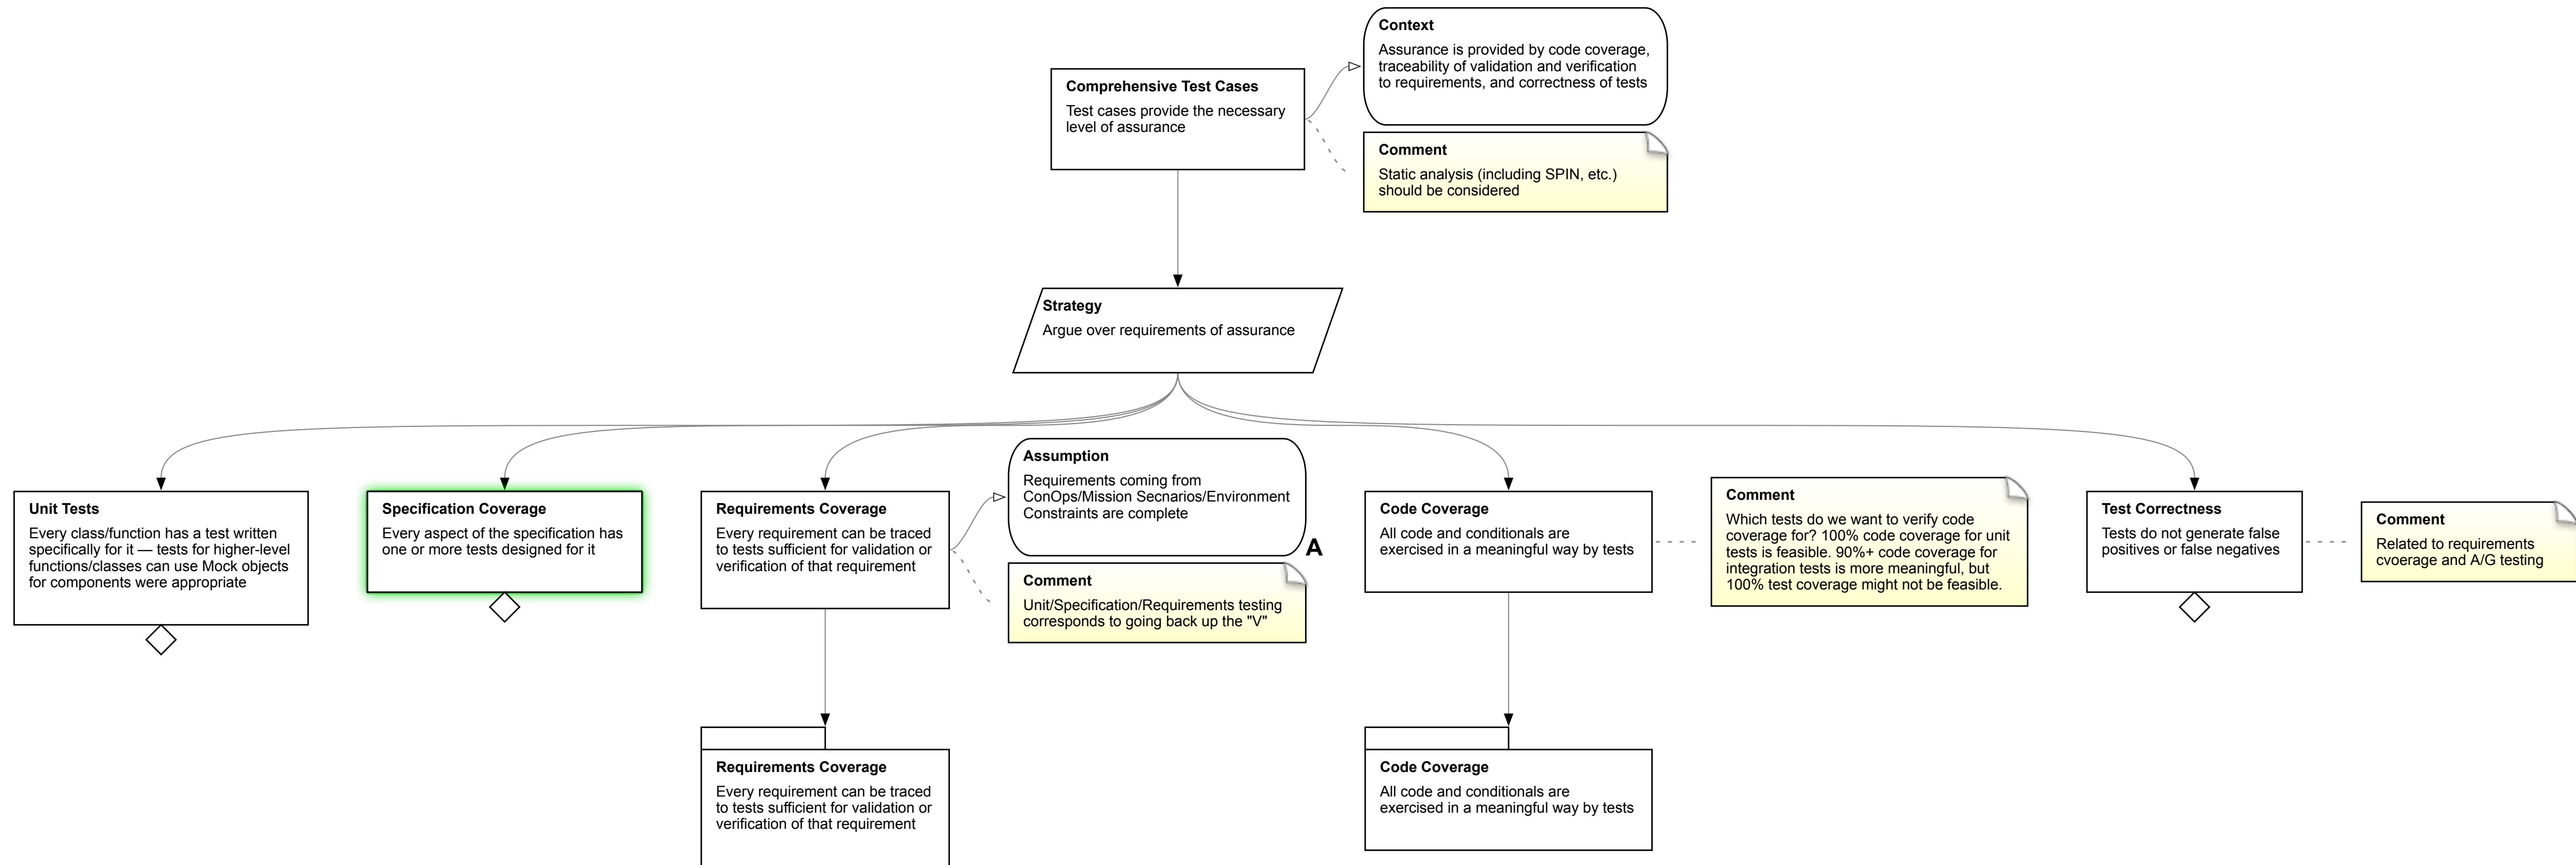 Context
Assurance is provided by code coverage,
traceability of validation and verification
to requirements, and correctness of tests
Comprehensive Test Cases
Test cases provide the necessary
level of assurance
Comment
Static analysis (including SPIN, etc.)
should be considered
Strategy
Argue over requirements of assurance
Unit Tests
Every class/function has a test written
specifically for it — tests for higher-level
functions/classes can use Mock objects
for components were appropriate
Specification Coverage
Every aspect of the specification has
one or more tests designed for it
Requirements Coverage
Every requirement can be traced
to tests sufficient for validation or
verification of that requirement
Assumption
Requirements coming from
ConOps/Mission Secnarios/Environment
Constraints are complete
A
Comment
Unit/Specification/Requirements testing
corresponds to going back up the "V"
Code Coverage
All code and conditionals are
exercised in a meaningful way by tests
Comment
Which tests do we want to verify code
coverage for? 100% code coverage for unit
tests is feasible. 90%+ code coverage for
integration tests is more meaningful, but
100% test coverage might not be feasible.
Test Correctness
Tests do not generate false
positives or false negatives
Comment
Related to requirements
cvoerage and A/G testing
Requirements Coverage
Every requirement can be traced
to tests sufficient for validation or
verification of that requirement
Code Coverage
All code and conditionals are
exercised in a meaningful way by tests